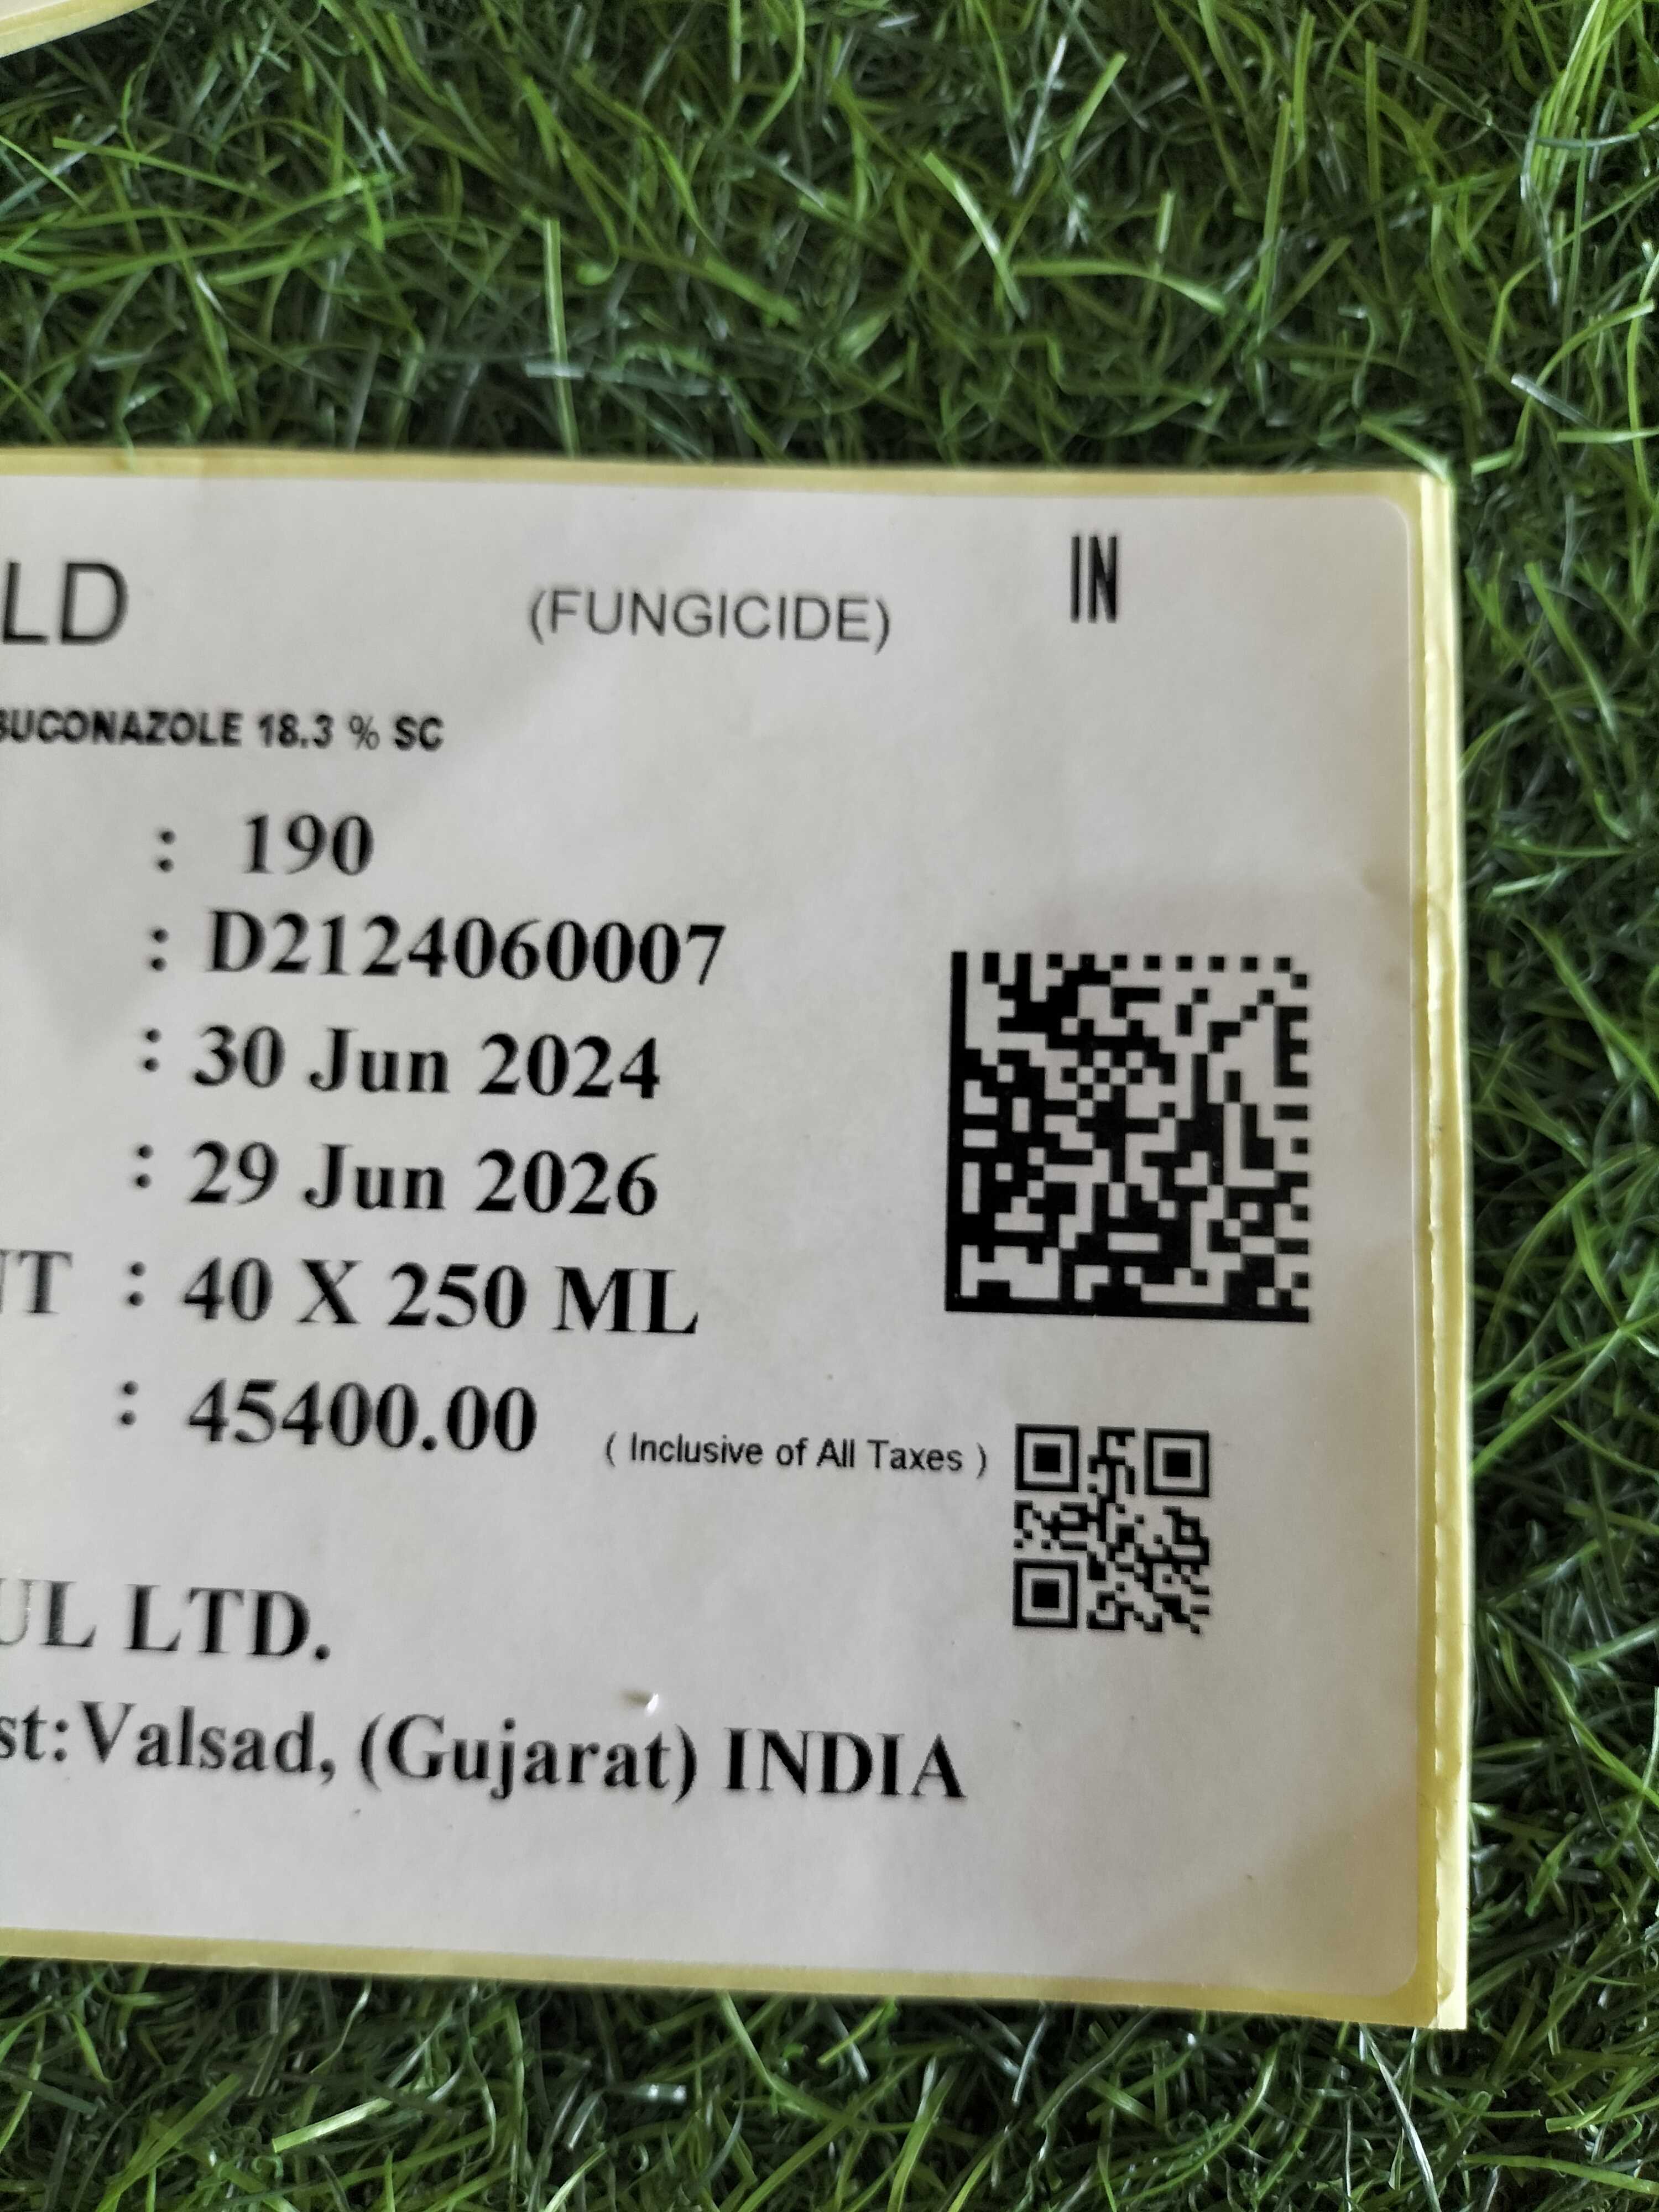 LD (FUNGICIDE) IN
BUCONAZOLE 18.3 % SC
: 190
: D2124060007
: 30 Jun 2024
: 29 Jun 2026
NT : 40 X 250 ML
: 45400.00 ( Inclusive of All Taxes )
UL LTD.
st:Valsad, (Gujarat) INDIA